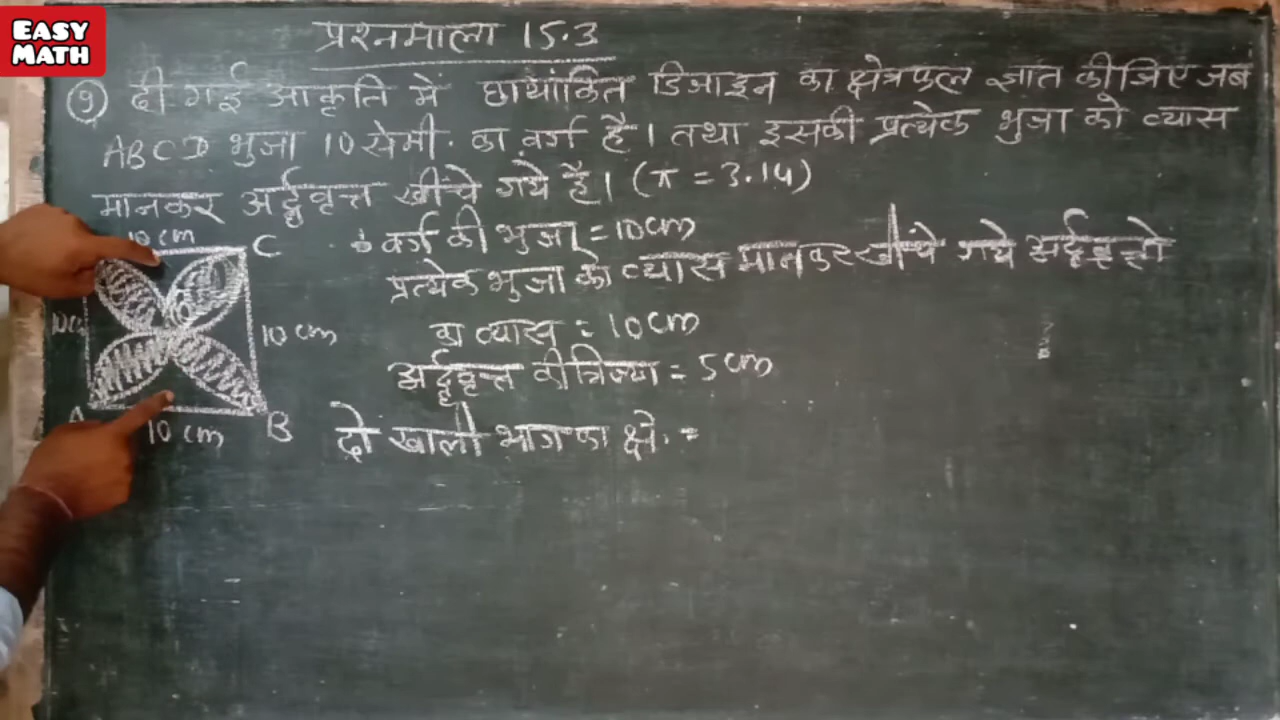 EASY
MATH
प्रश्नमाला 15.3
9) दी गई आकृति में छायांकित डिजाइन का क्षेत्रफल ज्ञात कीजिए जब
ABCD भुजा 10 सेमी. का वर्ग है। तथा इसकी प्रत्येक भुजा को व्यास
मानकर अर्द्धवृत्त खींचे गये है। (π = 3.14)
10 cm
C
∴ वर्ग की भुजा = 10cm
प्रत्येक भुजा को व्यास मानकर खींचे गये अर्द्धवृत्तो
10 cm
का व्यास = 10cm
अर्द्धवृत्त की त्रिज्या = 5cm
A
10 cm
B
दो खाली भाग का क्षे. =